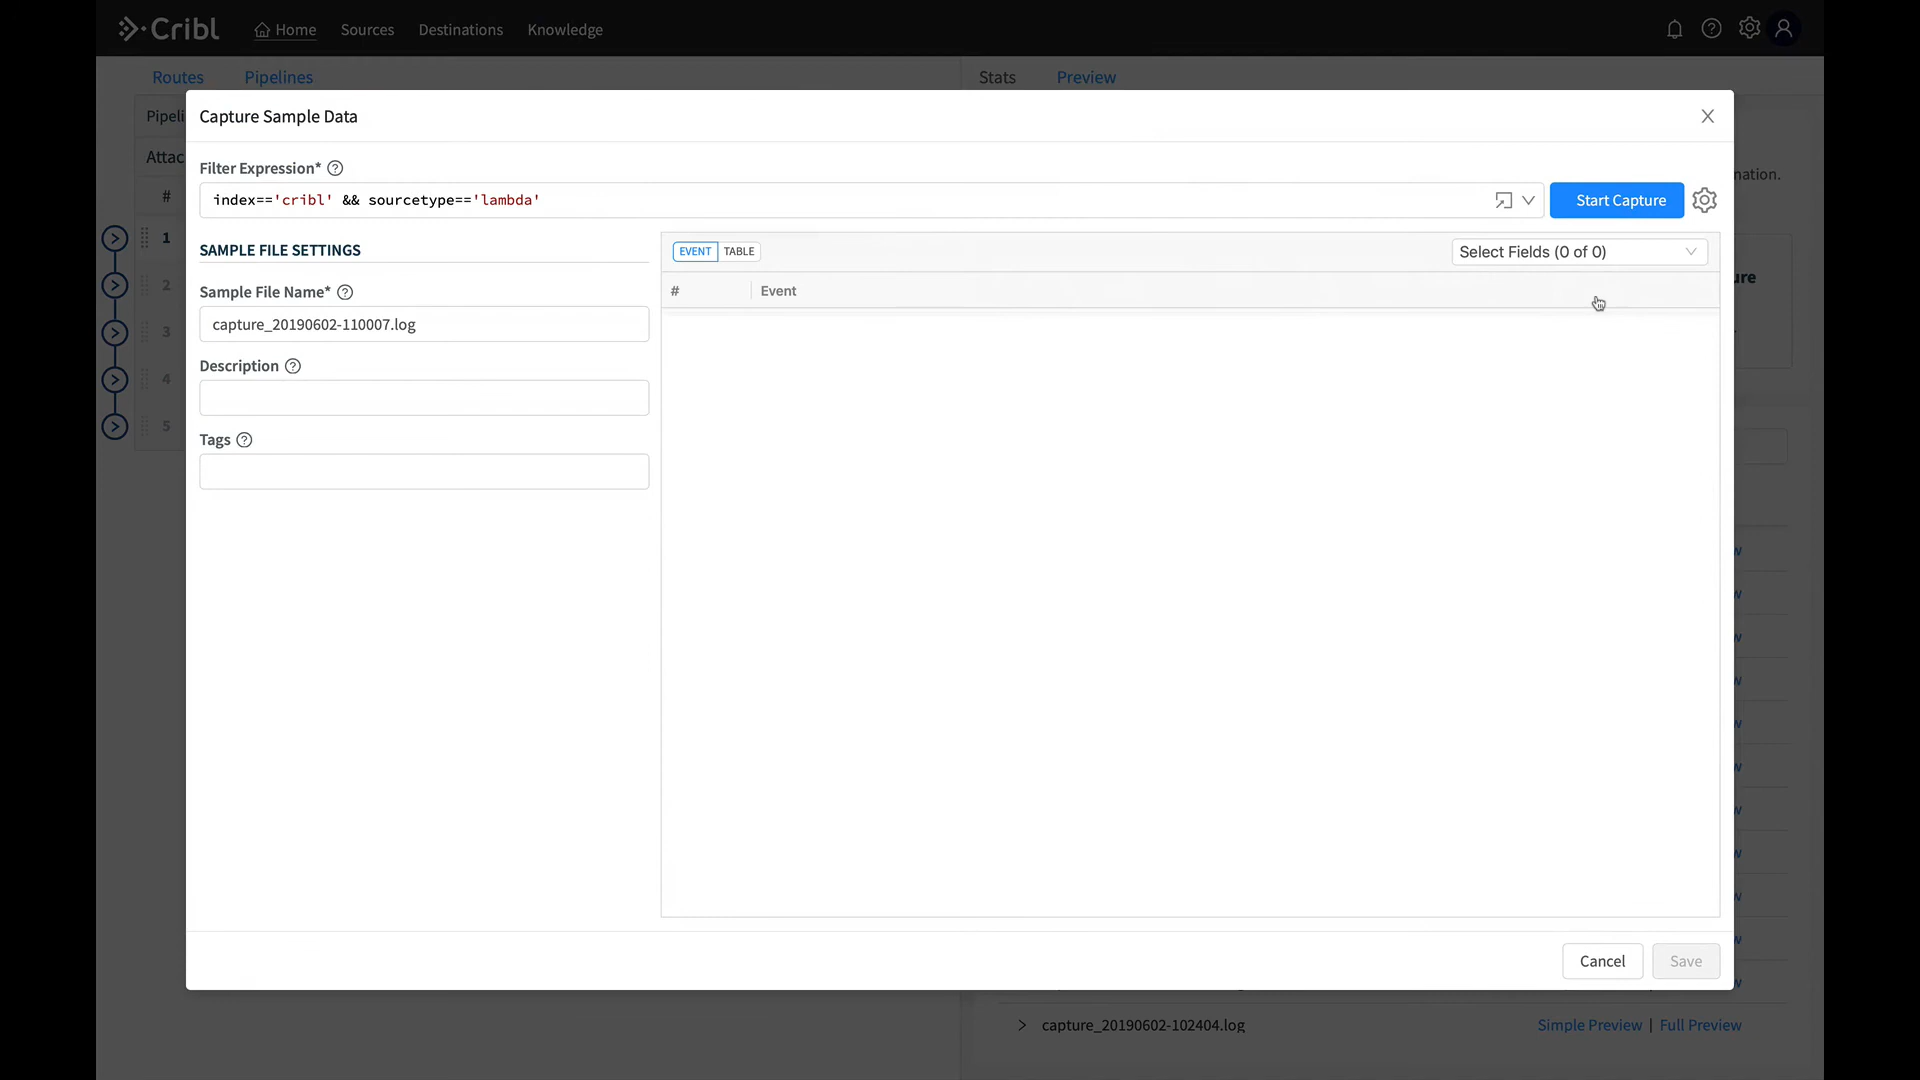 Cribl Home Sources Destinations Knowledge
Routes Pipelines Stats Preview
Pipeli
Capture Sample Data
Attac
Filter Expression* ?
nation.
#
index=='cribl' && sourcetype=='lambda' Start Capture
1
SAMPLE FILE SETTINGS
EVENT TABLE Select Fields (0 of 0)
ure
2
Sample File Name* ?
# Event
capture_20190602-110007.log
3
Description ?
4
5
Tags ?
w
w
w
w
w
w
w
w
w
w
Cancel Save
w
capture_20190602-102404.log Simple Preview | Full Preview